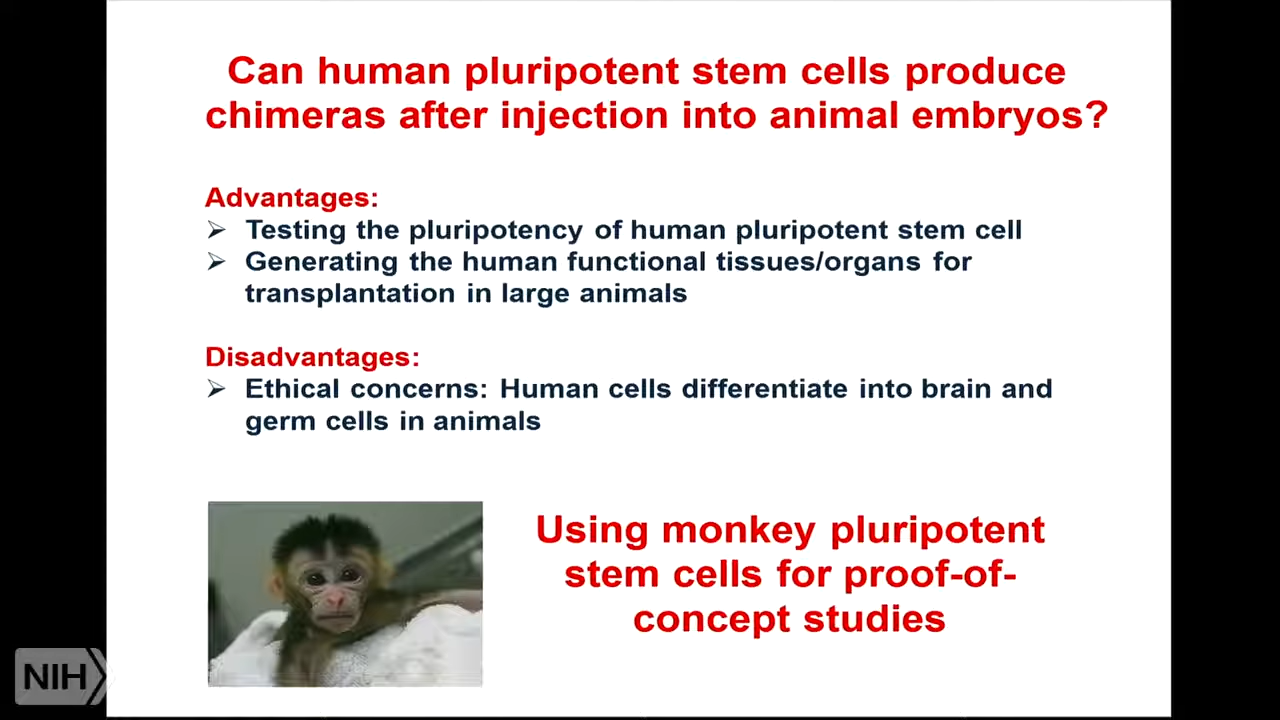 Can human pluripotent stem cells produce
chimeras after injection into animal embryos?
Advantages:
➢ Testing the pluripotency of human pluripotent stem cell
➢ Generating the human functional tissues/organs for
transplantation in large animals
Disadvantages:
➢ Ethical concerns: Human cells differentiate into brain and
germ cells in animals
Using monkey pluripotent
stem cells for proof-of-
concept studies
NIH